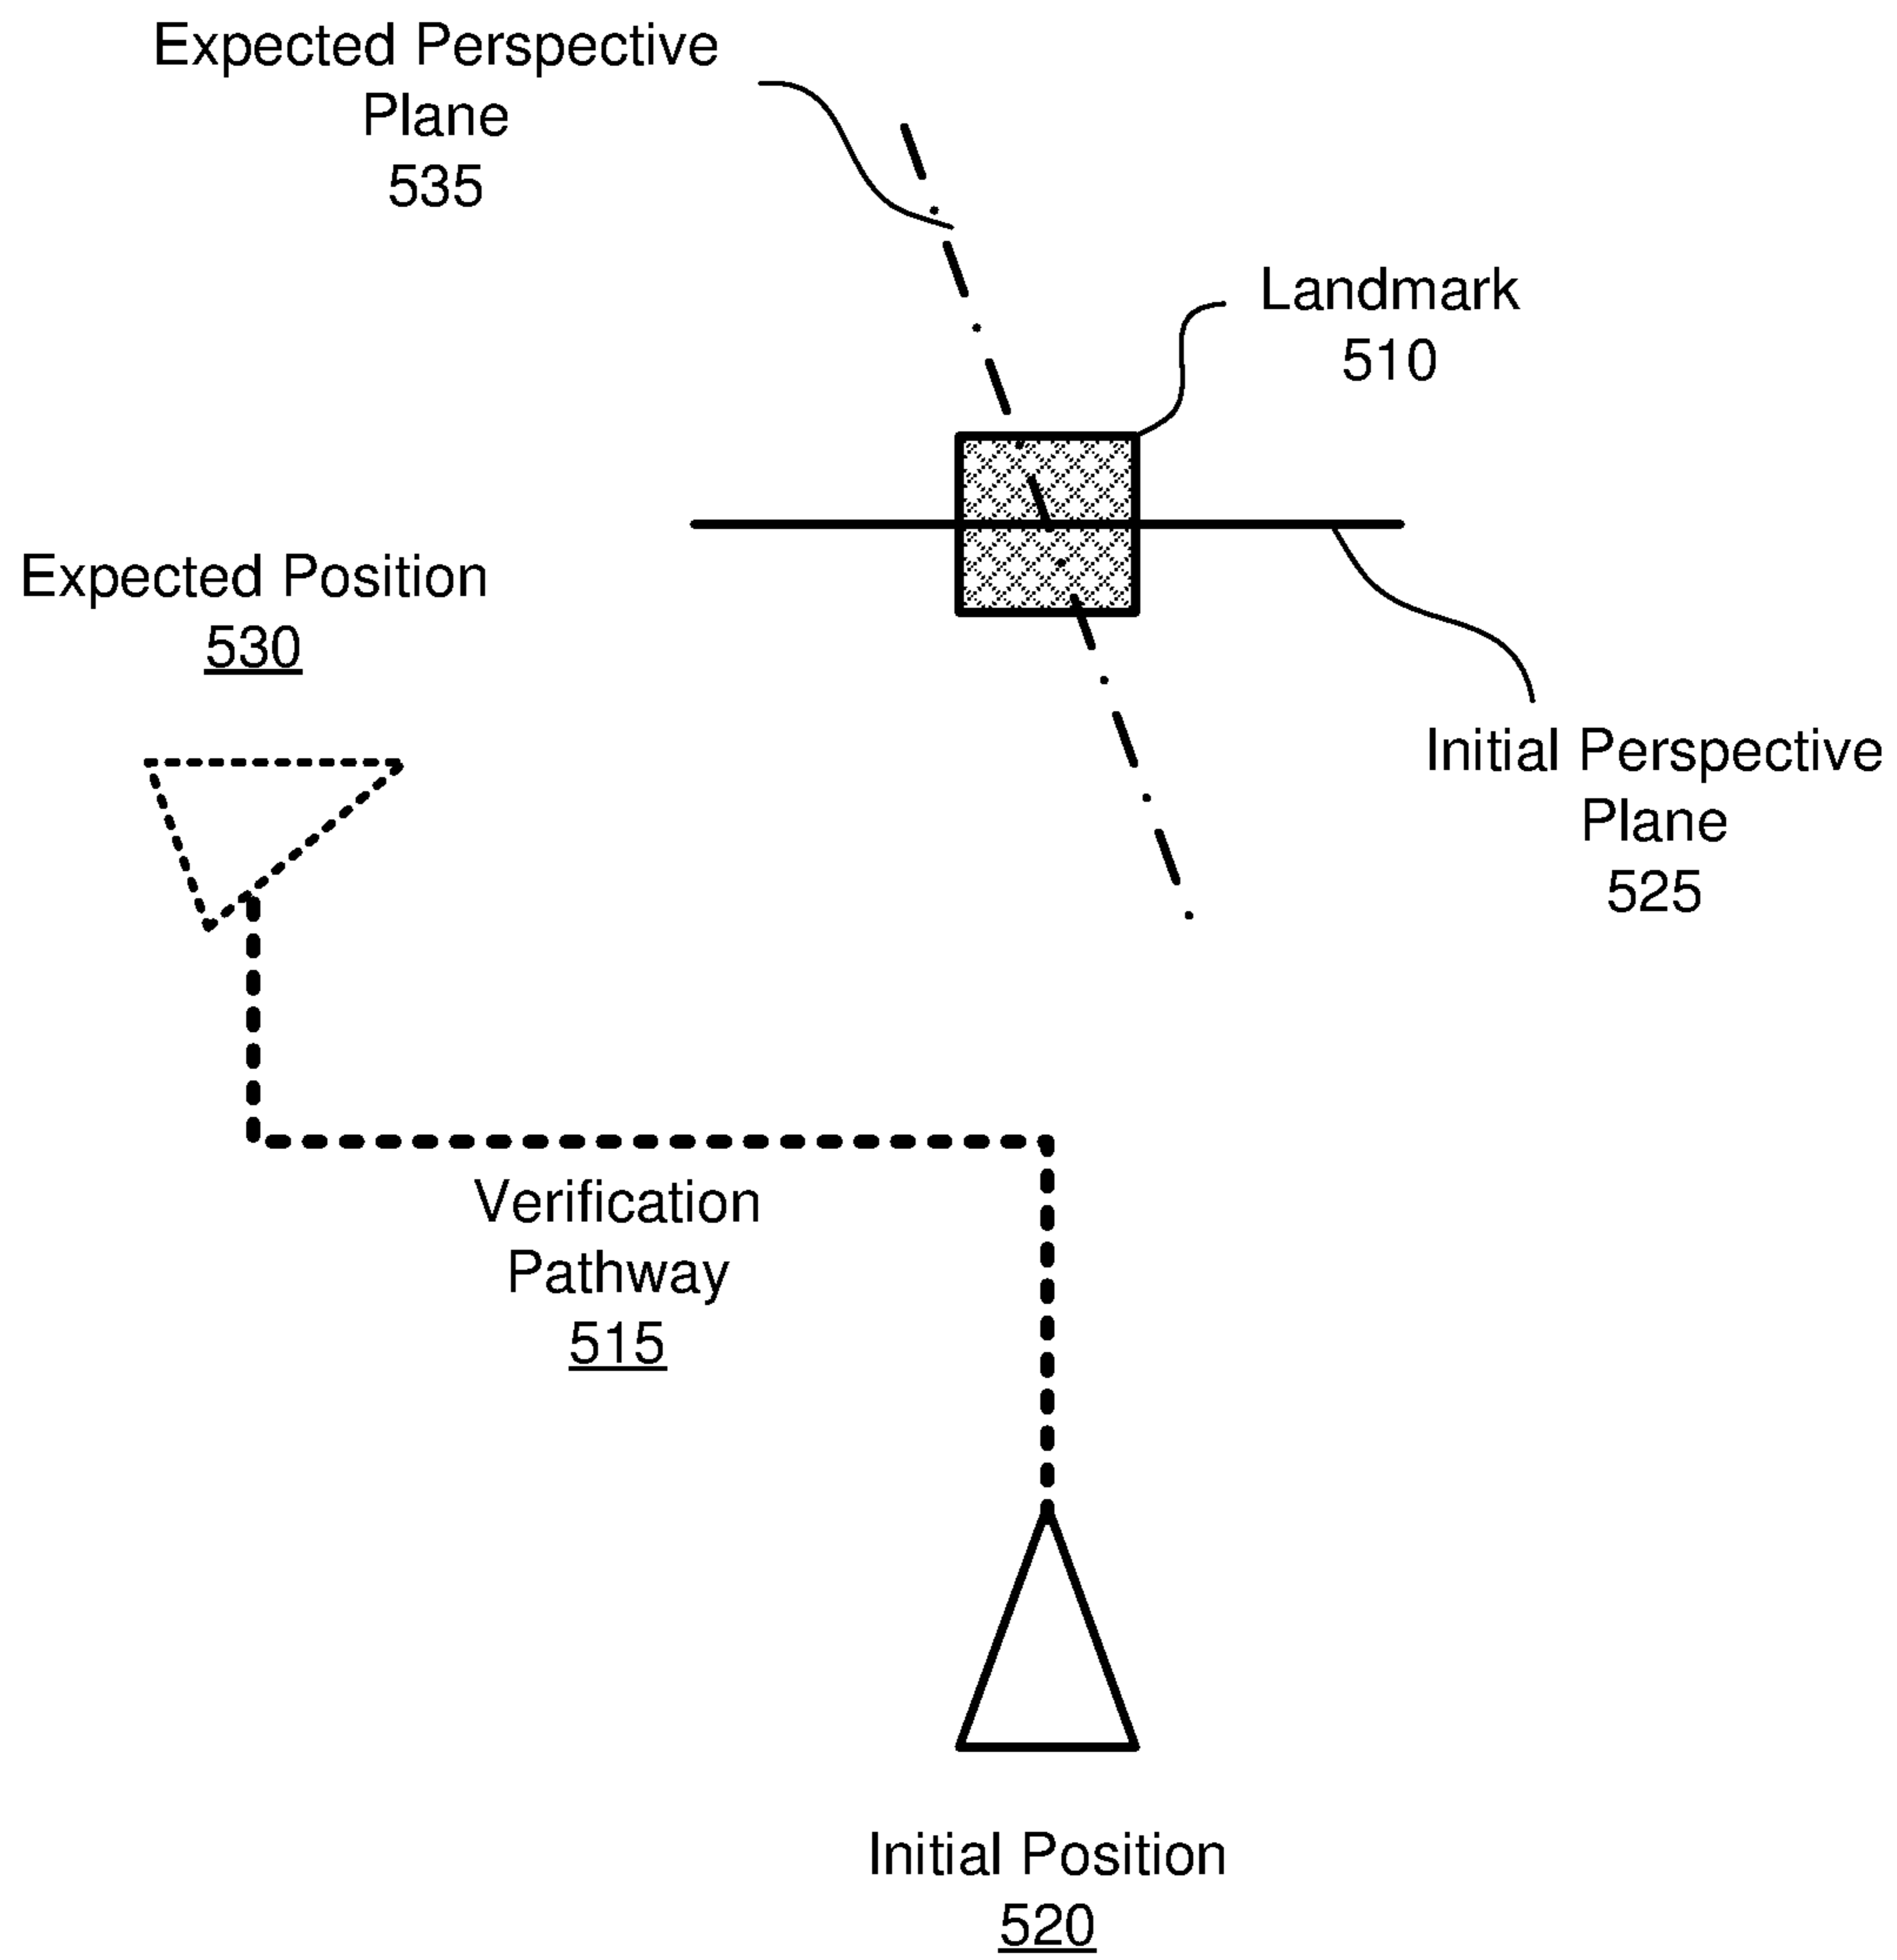 Expected Perspective
Plane
535
Landmark
510
Expected Position
530
Initial Perspective
Plane
525
Verification
Pathway
515
Initial Position
520